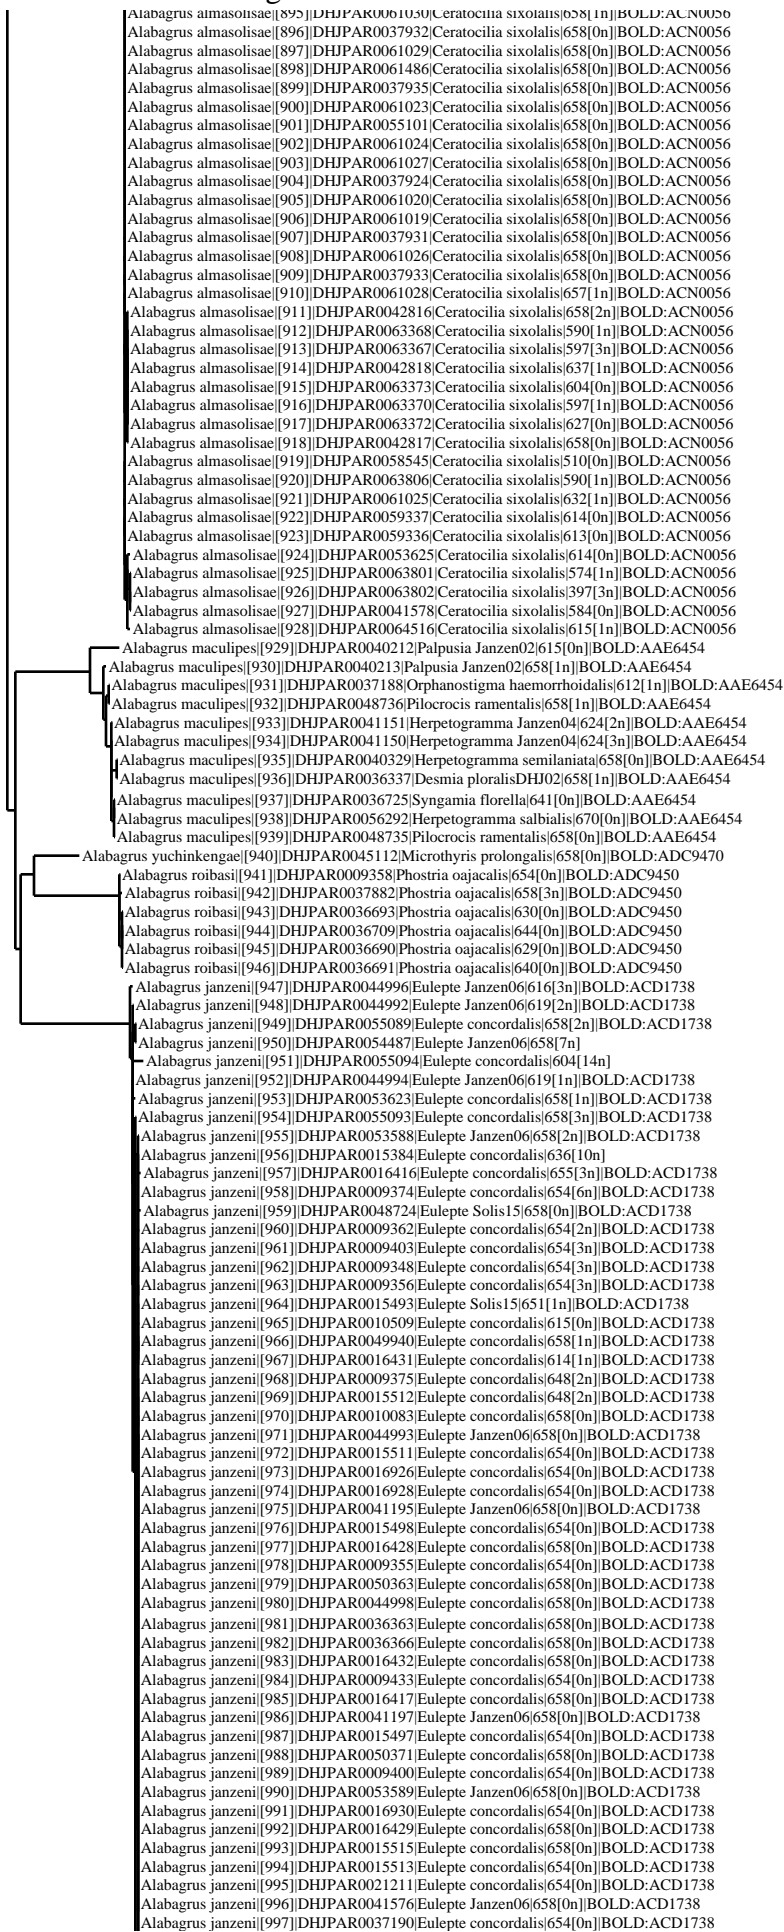 Alabagrus almasolisae|[895]|DHJPAR0061030|Ceratocilia sixolalis|658[1n]|BOLD:ACN0056
Alabagrus almasolisae|[896]|DHJPAR0037932|Ceratocilia sixolalis|658[0n]|BOLD:ACN0056
Alabagrus almasolisae|[897]|DHJPAR0061029|Ceratocilia sixolalis|658[0n]|BOLD:ACN0056
Alabagrus almasolisae|[898]|DHJPAR0061486|Ceratocilia sixolalis|658[0n]|BOLD:ACN0056
Alabagrus almasolisae|[899]|DHJPAR0037935|Ceratocilia sixolalis|658[0n]|BOLD:ACN0056
Alabagrus almasolisae|[900]|DHJPAR0061023|Ceratocilia sixolalis|658[0n]|BOLD:ACN0056
Alabagrus almasolisae|[901]|DHJPAR0055101|Ceratocilia sixolalis|658[0n]|BOLD:ACN0056
Alabagrus almasolisae|[902]|DHJPAR0061024|Ceratocilia sixolalis|658[0n]|BOLD:ACN0056
Alabagrus almasolisae|[903]|DHJPAR0061027|Ceratocilia sixolalis|658[0n]|BOLD:ACN0056
Alabagrus almasolisae|[904]|DHJPAR0037924|Ceratocilia sixolalis|658[0n]|BOLD:ACN0056
Alabagrus almasolisae|[905]|DHJPAR0061020|Ceratocilia sixolalis|658[0n]|BOLD:ACN0056
Alabagrus almasolisae|[906]|DHJPAR0061019|Ceratocilia sixolalis|658[0n]|BOLD:ACN0056
Alabagrus almasolisae|[907]|DHJPAR0037931|Ceratocilia sixolalis|658[0n]|BOLD:ACN0056
Alabagrus almasolisae|[908]|DHJPAR0061026|Ceratocilia sixolalis|658[0n]|BOLD:ACN0056
Alabagrus almasolisae|[909]|DHJPAR0037933|Ceratocilia sixolalis|658[0n]|BOLD:ACN0056
Alabagrus almasolisae|[910]|DHJPAR0061028|Ceratocilia sixolalis|657[1n]|BOLD:ACN0056
Alabagrus almasolisae|[911]|DHJPAR0042816|Ceratocilia sixolalis|658[2n]|BOLD:ACN0056
Alabagrus almasolisae|[912]|DHJPAR0063368|Ceratocilia sixolalis|590[1n]|BOLD:ACN0056
Alabagrus almasolisae|[913]|DHJPAR0063367|Ceratocilia sixolalis|597[3n]|BOLD:ACN0056
Alabagrus almasolisae|[914]|DHJPAR0042818|Ceratocilia sixolalis|637[1n]|BOLD:ACN0056
Alabagrus almasolisae|[915]|DHJPAR0063373|Ceratocilia sixolalis|604[0n]|BOLD:ACN0056
Alabagrus almasolisae|[916]|DHJPAR0063370|Ceratocilia sixolalis|597[1n]|BOLD:ACN0056
Alabagrus almasolisae|[917]|DHJPAR0063372|Ceratocilia sixolalis|627[0n]|BOLD:ACN0056
Alabagrus almasolisae|[918]|DHJPAR0042817|Ceratocilia sixolalis|658[0n]|BOLD:ACN0056
Alabagrus almasolisae|[919]|DHJPAR0058545|Ceratocilia sixolalis|510[0n]|BOLD:ACN0056
Alabagrus almasolisae|[920]|DHJPAR0063806|Ceratocilia sixolalis|590[1n]|BOLD:ACN0056
Alabagrus almasolisae|[921]|DHJPAR0061025|Ceratocilia sixolalis|632[1n]|BOLD:ACN0056
Alabagrus almasolisae|[922]|DHJPAR0059337|Ceratocilia sixolalis|614[0n]|BOLD:ACN0056
Alabagrus almasolisae|[923]|DHJPAR0059336|Ceratocilia sixolalis|613[0n]|BOLD:ACN0056
Alabagrus almasolisae|[924]|DHJPAR0053625|Ceratocilia sixolalis|614[0n]|BOLD:ACN0056
Alabagrus almasolisae|[925]|DHJPAR0063801|Ceratocilia sixolalis|574[1n]|BOLD:ACN0056
Alabagrus almasolisae|[926]|DHJPAR0063802|Ceratocilia sixolalis|397[3n]|BOLD:ACN0056
Alabagrus almasolisae|[927]|DHJPAR0041578|Ceratocilia sixolalis|584[0n]|BOLD:ACN0056
Alabagrus almasolisae|[928]|DHJPAR0064516|Ceratocilia sixolalis|615[1n]|BOLD:ACN0056
Alabagrus maculipes|[929]|DHJPAR0040212|Palpusia Janzen02|615[0n]|BOLD:AAE6454
Alabagrus maculipes|[930]|DHJPAR0040213|Palpusia Janzen02|658[1n]|BOLD:AAE6454
Alabagrus maculipes|[931]|DHJPAR0037188|Orphanostigma haemorrhoidalis|612[1n]|BOLD:AAE6454
Alabagrus maculipes|[932]|DHJPAR0048736|Pilocrocis ramentalis|658[1n]|BOLD:AAE6454
Alabagrus maculipes|[933]|DHJPAR0041151|Herpetogramma Janzen04|624[2n]|BOLD:AAE6454
Alabagrus maculipes|[934]|DHJPAR0041150|Herpetogramma Janzen04|624[3n]|BOLD:AAE6454
Alabagrus maculipes|[935]|DHJPAR0040329|Herpetogramma semilaniata|658[0n]|BOLD:AAE6454
Alabagrus maculipes|[936]|DHJPAR0036337|Desmia ploralisDHJ02|658[1n]|BOLD:AAE6454
Alabagrus maculipes|[937]|DHJPAR0036725|Syngamia florella|641[0n]|BOLD:AAE6454
Alabagrus maculipes|[938]|DHJPAR0056292|Herpetogramma salbialis|670[0n]|BOLD:AAE6454
Alabagrus maculipes|[939]|DHJPAR0048735|Pilocrocis ramentalis|658[0n]|BOLD:AAE6454
Alabagrus yuchinkengae|[940]|DHJPAR0045112|Microthyris prolongalis|658[0n]|BOLD:ADC9470
Alabagrus roibasi|[941]|DHJPAR0009358|Phostria oajacalis|654[0n]|BOLD:ADC9450
Alabagrus roibasi|[942]|DHJPAR0037882|Phostria oajacalis|658[3n]|BOLD:ADC9450
Alabagrus roibasi|[943]|DHJPAR0036693|Phostria oajacalis|630[0n]|BOLD:ADC9450
Alabagrus roibasi|[944]|DHJPAR0036709|Phostria oajacalis|644[0n]|BOLD:ADC9450
Alabagrus roibasi|[945]|DHJPAR0036690|Phostria oajacalis|629[0n]|BOLD:ADC9450
Alabagrus roibasi|[946]|DHJPAR0036691|Phostria oajacalis|640[0n]|BOLD:ADC9450
Alabagrus janzeni|[947]|DHJPAR0044996|Eulepte Janzen06|616[3n]|BOLD:ACD1738
Alabagrus janzeni|[948]|DHJPAR0044992|Eulepte Janzen06|619[2n]|BOLD:ACD1738
Alabagrus janzeni|[949]|DHJPAR0055089|Eulepte concordalis|658[2n]|BOLD:ACD1738
Alabagrus janzeni|[950]|DHJPAR0054487|Eulepte Janzen06|658[7n]
Alabagrus janzeni|[951]|DHJPAR0055094|Eulepte concordalis|604[14n]
Alabagrus janzeni|[952]|DHJPAR0044994|Eulepte Janzen06|619[1n]|BOLD:ACD1738
Alabagrus janzeni|[953]|DHJPAR0053623|Eulepte concordalis|658[1n]|BOLD:ACD1738
Alabagrus janzeni|[954]|DHJPAR0055093|Eulepte concordalis|658[3n]|BOLD:ACD1738
Alabagrus janzeni|[955]|DHJPAR0053588|Eulepte Janzen06|658[2n]|BOLD:ACD1738
Alabagrus janzeni|[956]|DHJPAR0015384|Eulepte concordalis|636[10n]
Alabagrus janzeni|[957]|DHJPAR0016416|Eulepte concordalis|655[3n]|BOLD:ACD1738
Alabagrus janzeni|[958]|DHJPAR0009374|Eulepte concordalis|654[6n]|BOLD:ACD1738
Alabagrus janzeni|[959]|DHJPAR0048724|Eulepte Solis15|658[0n]|BOLD:ACD1738
Alabagrus janzeni|[960]|DHJPAR0009362|Eulepte concordalis|654[2n]|BOLD:ACD1738
Alabagrus janzeni|[961]|DHJPAR0009403|Eulepte concordalis|654[3n]|BOLD:ACD1738
Alabagrus janzeni|[962]|DHJPAR0009348|Eulepte concordalis|654[3n]|BOLD:ACD1738
Alabagrus janzeni|[963]|DHJPAR0009356|Eulepte concordalis|654[3n]|BOLD:ACD1738
Alabagrus janzeni|[964]|DHJPAR0015493|Eulepte Solis15|651[1n]|BOLD:ACD1738
Alabagrus janzeni|[965]|DHJPAR0010509|Eulepte concordalis|615[0n]|BOLD:ACD1738
Alabagrus janzeni|[966]|DHJPAR0049940|Eulepte concordalis|658[1n]|BOLD:ACD1738
Alabagrus janzeni|[967]|DHJPAR0016431|Eulepte concordalis|614[1n]|BOLD:ACD1738
Alabagrus janzeni|[968]|DHJPAR0009375|Eulepte concordalis|648[2n]|BOLD:ACD1738
Alabagrus janzeni|[969]|DHJPAR0015512|Eulepte concordalis|648[2n]|BOLD:ACD1738
Alabagrus janzeni|[970]|DHJPAR0010083|Eulepte concordalis|658[0n]|BOLD:ACD1738
Alabagrus janzeni|[971]|DHJPAR0044993|Eulepte Janzen06|658[0n]|BOLD:ACD1738
Alabagrus janzeni|[972]|DHJPAR0015511|Eulepte concordalis|654[0n]|BOLD:ACD1738
Alabagrus janzeni|[973]|DHJPAR0016926|Eulepte concordalis|654[0n]|BOLD:ACD1738
Alabagrus janzeni|[974]|DHJPAR0016928|Eulepte concordalis|654[0n]|BOLD:ACD1738
Alabagrus janzeni|[975]|DHJPAR0041195|Eulepte Janzen06|658[0n]|BOLD:ACD1738
Alabagrus janzeni|[976]|DHJPAR0015498|Eulepte concordalis|654[0n]|BOLD:ACD1738
Alabagrus janzeni|[977]|DHJPAR0016428|Eulepte concordalis|658[0n]|BOLD:ACD1738
Alabagrus janzeni|[978]|DHJPAR0009355|Eulepte concordalis|654[0n]|BOLD:ACD1738
Alabagrus janzeni|[979]|DHJPAR0050363|Eulepte concordalis|658[0n]|BOLD:ACD1738
Alabagrus janzeni|[980]|DHJPAR0044998|Eulepte concordalis|658[0n]|BOLD:ACD1738
Alabagrus janzeni|[981]|DHJPAR0036363|Eulepte concordalis|658[0n]|BOLD:ACD1738
Alabagrus janzeni|[982]|DHJPAR0036366|Eulepte concordalis|658[0n]|BOLD:ACD1738
Alabagrus janzeni|[983]|DHJPAR0016432|Eulepte concordalis|658[0n]|BOLD:ACD1738
Alabagrus janzeni|[984]|DHJPAR0009433|Eulepte concordalis|654[0n]|BOLD:ACD1738
Alabagrus janzeni|[985]|DHJPAR0016417|Eulepte concordalis|658[0n]|BOLD:ACD1738
Alabagrus janzeni|[986]|DHJPAR0041197|Eulepte Janzen06|658[0n]|BOLD:ACD1738
Alabagrus janzeni|[987]|DHJPAR0015497|Eulepte concordalis|654[0n]|BOLD:ACD1738
Alabagrus janzeni|[988]|DHJPAR0050371|Eulepte concordalis|658[0n]|BOLD:ACD1738
Alabagrus janzeni|[989]|DHJPAR0009400|Eulepte concordalis|654[0n]|BOLD:ACD1738
Alabagrus janzeni|[990]|DHJPAR0053589|Eulepte Janzen06|658[0n]|BOLD:ACD1738
Alabagrus janzeni|[991]|DHJPAR0016930|Eulepte concordalis|654[0n]|BOLD:ACD1738
Alabagrus janzeni|[992]|DHJPAR0016429|Eulepte concordalis|658[0n]|BOLD:ACD1738
Alabagrus janzeni|[993]|DHJPAR0015515|Eulepte concordalis|658[0n]|BOLD:ACD1738
Alabagrus janzeni|[994]|DHJPAR0015513|Eulepte concordalis|654[0n]|BOLD:ACD1738
Alabagrus janzeni|[995]|DHJPAR0021211|Eulepte concordalis|654[0n]|BOLD:ACD1738
Alabagrus janzeni|[996]|DHJPAR0041576|Eulepte Janzen06|658[0n]|BOLD:ACD1738
Alabagrus janzeni|[997]|DHJPAR0037190|Eulepte concordalis|654[0n]|BOLD:ACD1738